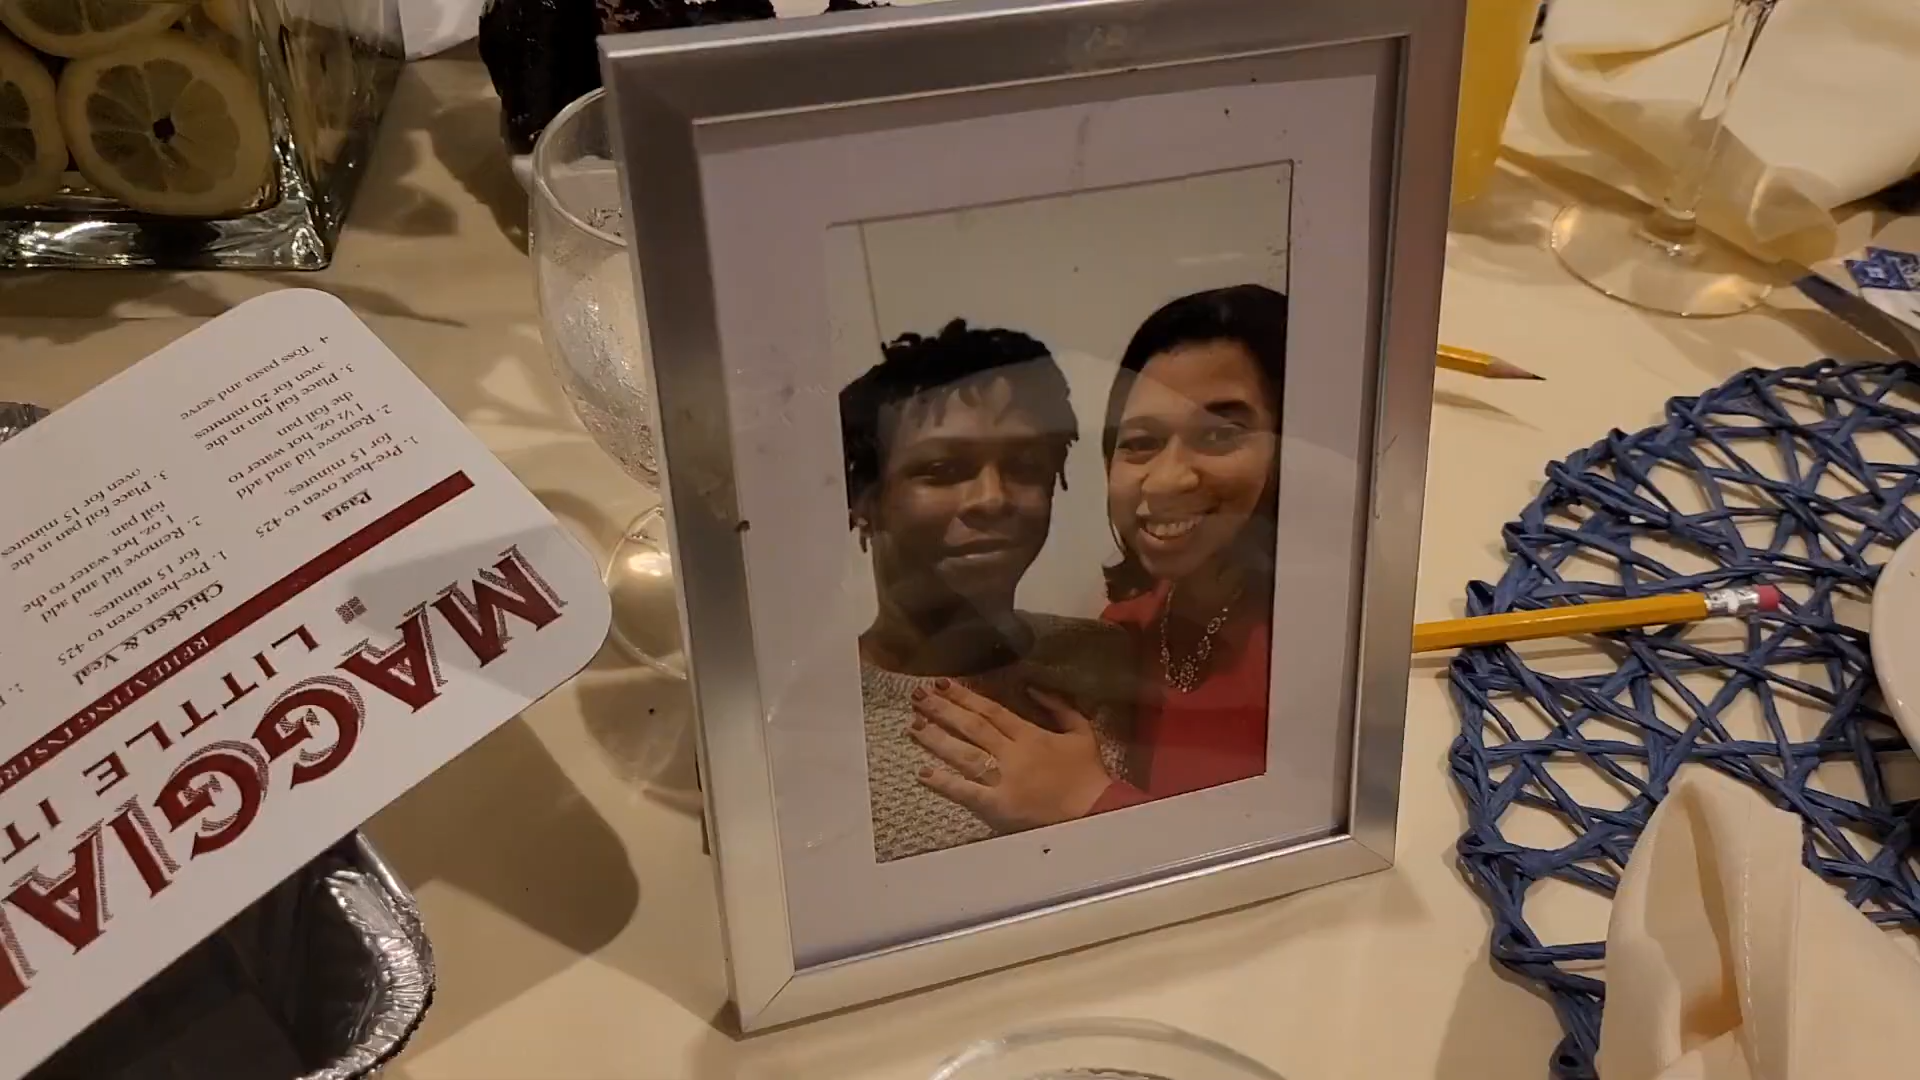 MAGGIA
LITTLE IT
REHEATING INSTR
Chicken & Veal
1. Pre-heat oven to 425
for 15 minutes.
2. Remove lid and add
1 oz. hot water to the
foil pan.
3. Place foil pan in the
oven for 15 minutes
Pasta
1. Pre-heat oven to 425
for 15 minutes.
2. Remove lid and add
1 ½ oz. hot water to
the foil pan
3. Place foil pan in the
oven for 20 minutes.
4 Toss pasta and serve